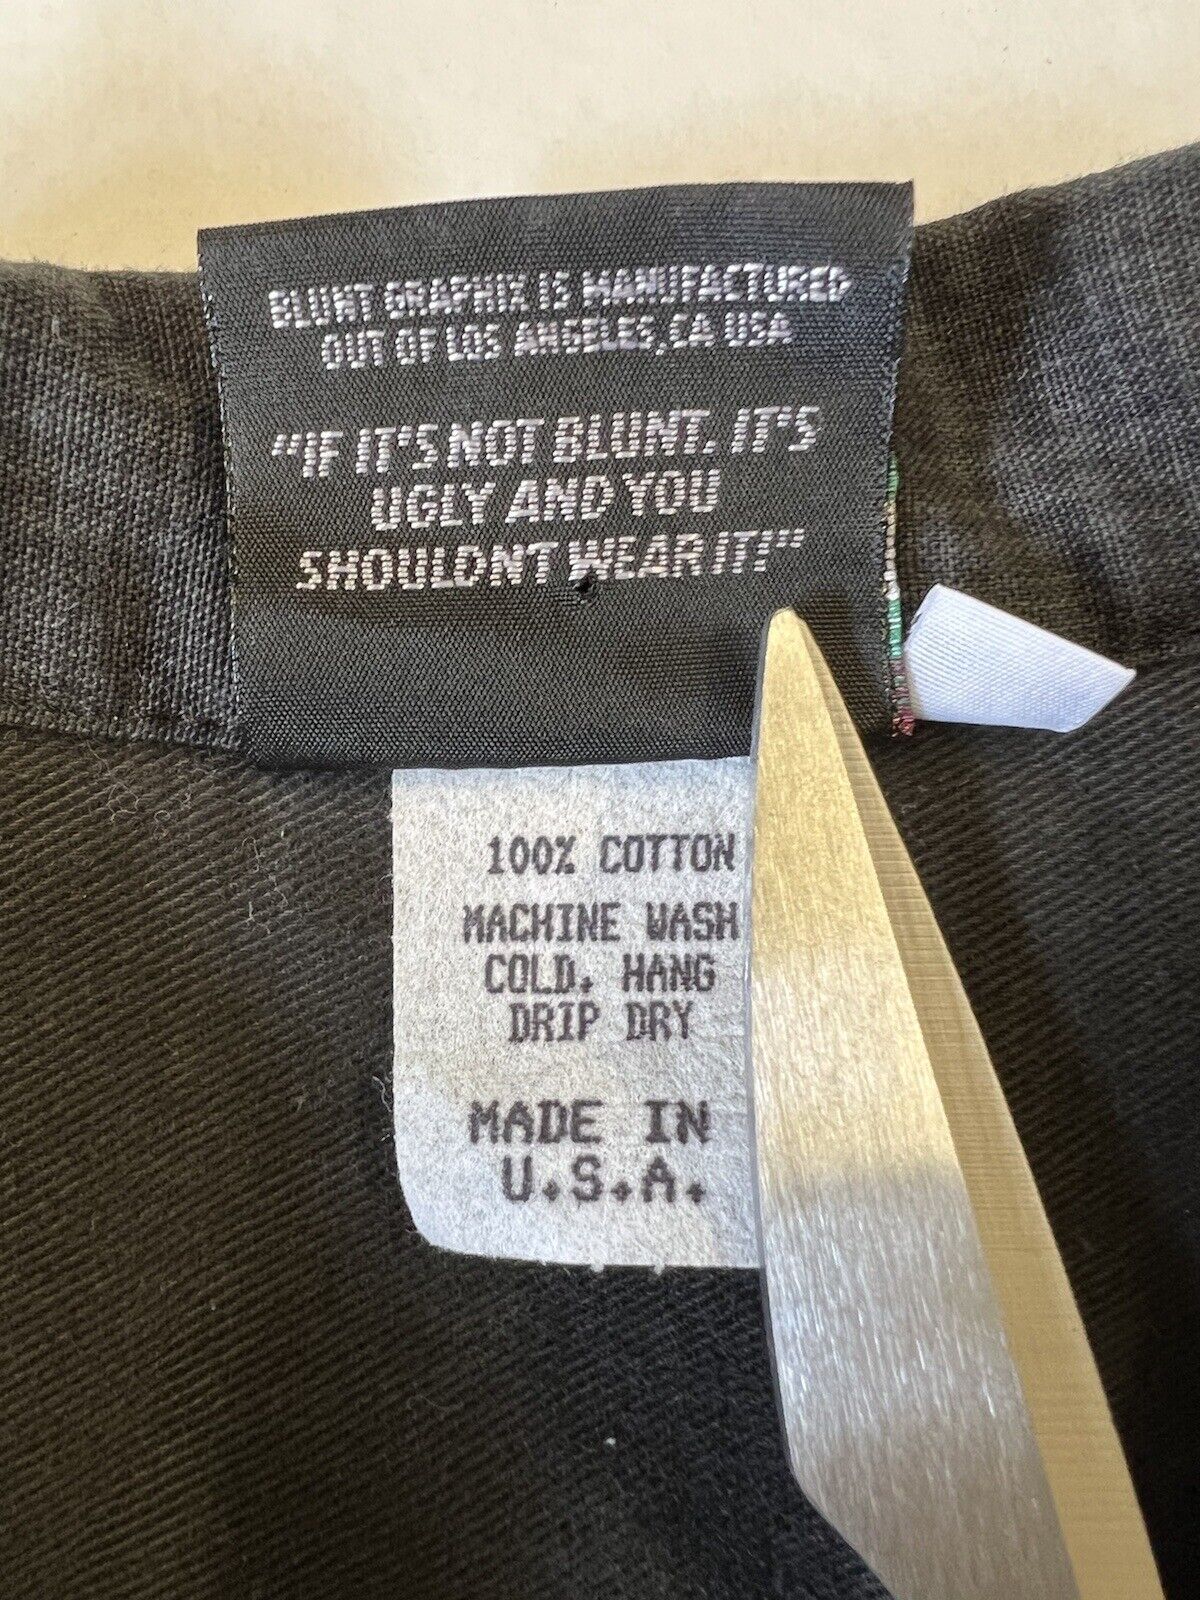 BLUNT GRAPHIX IS MANUFACTURED
OUT OF LOS ANGELES, CA USA
"IF IT'S NOT BLUNT, IT'S
UGLY AND YOU
SHOULDN'T WEAR IT!"
100% COTTON
MACHINE WASH
COLD. HANG
DRIP DRY
MADE IN
U.S.A.